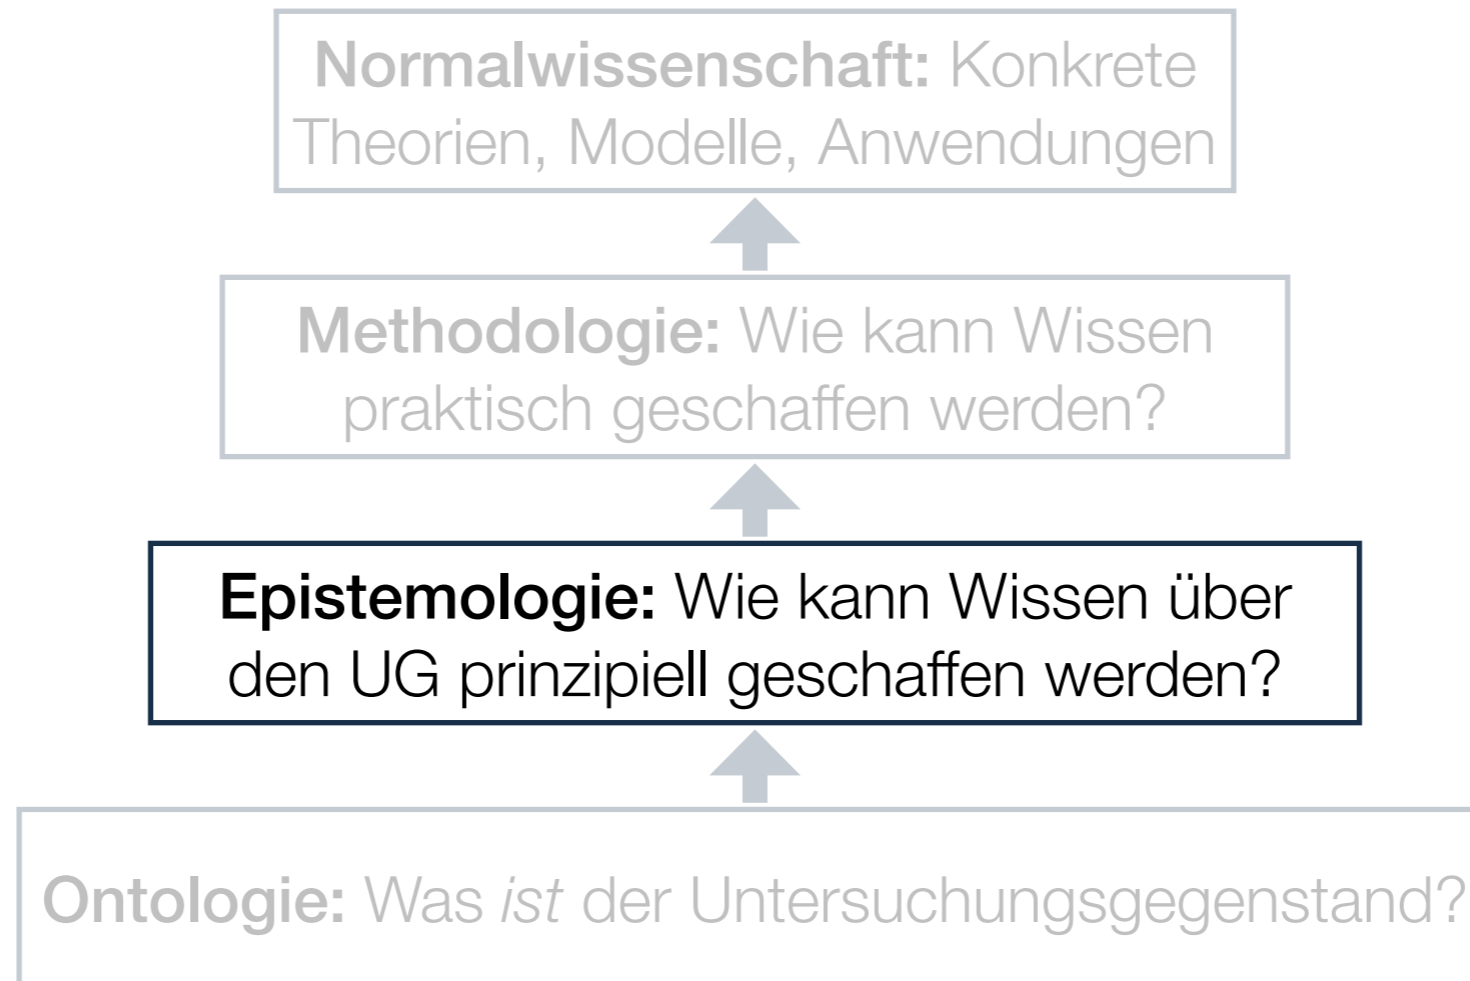 Normalwissenschaft: Konkrete
Theorien, Modelle, Anwendungen
Methodologie: Wie kann Wissen
praktisch geschaffen werden?
Epistemologie: Wie kann Wissen über
den UG prinzipiell geschaffen werden?
Ontologie: Was ist der Untersuchungsgegenstand?